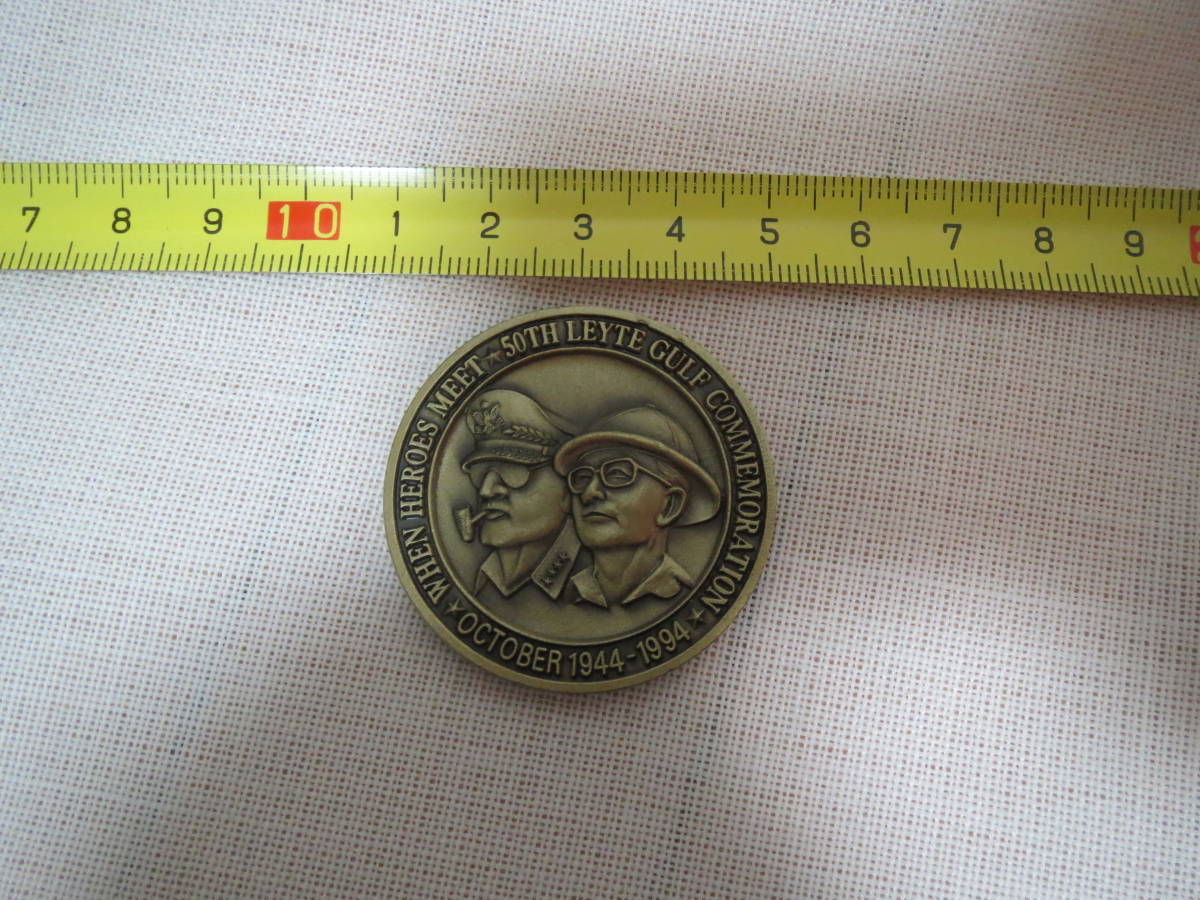 7 8 9 10 1 2 3 4 5 6 7 8 9
WHEN HEROES MEET ★ 50TH LEYTE GULF COMMEMORATION
★ OCTOBER 1944-1994 ★